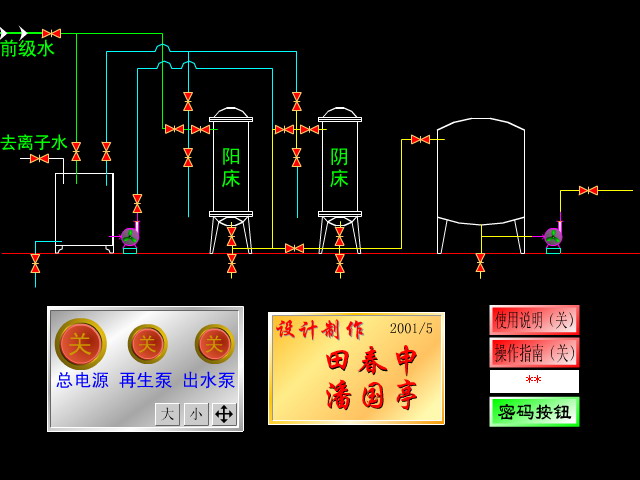 前级水
去离子水
阳床
阴床
关 关 关
总电源 再生泵 出水泵
大 小
设计制作 2001/5
田春申
潘国亭
使用说明（关）
操作指南（关）
**
密码按钮